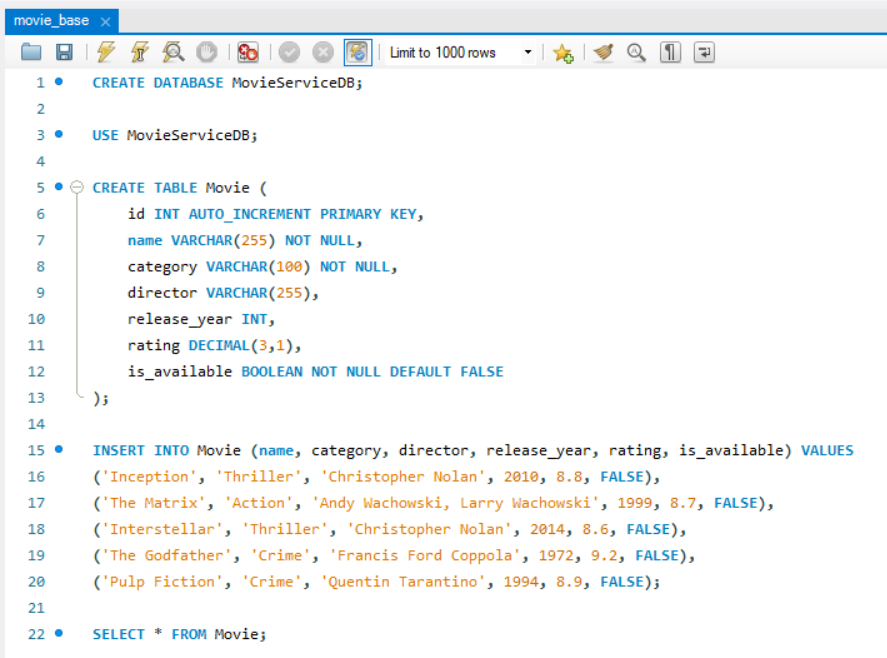 movie_base
Limit to 1000 rows
1 CREATE DATABASE MovieServiceDB;
2
3 USE MovieServiceDB;
4
5 CREATE TABLE Movie (
6 id INT AUTO_INCREMENT PRIMARY KEY,
7 name VARCHAR(255) NOT NULL,
8 category VARCHAR(100) NOT NULL,
9 director VARCHAR(255),
10 release_year INT,
11 rating DECIMAL(3,1),
12 is_available BOOLEAN NOT NULL DEFAULT FALSE
13 );
14
15 INSERT INTO Movie (name, category, director, release_year, rating, is_available) VALUES
16 ('Inception', 'Thriller', 'Christopher Nolan', 2010, 8.8, FALSE),
17 ('The Matrix', 'Action', 'Andy Wachowski, Larry Wachowski', 1999, 8.7, FALSE),
18 ('Interstellar', 'Thriller', 'Christopher Nolan', 2014, 8.6, FALSE),
19 ('The Godfather', 'Crime', 'Francis Ford Coppola', 1972, 9.2, FALSE),
20 ('Pulp Fiction', 'Crime', 'Quentin Tarantino', 1994, 8.9, FALSE);
21
22 SELECT * FROM Movie;